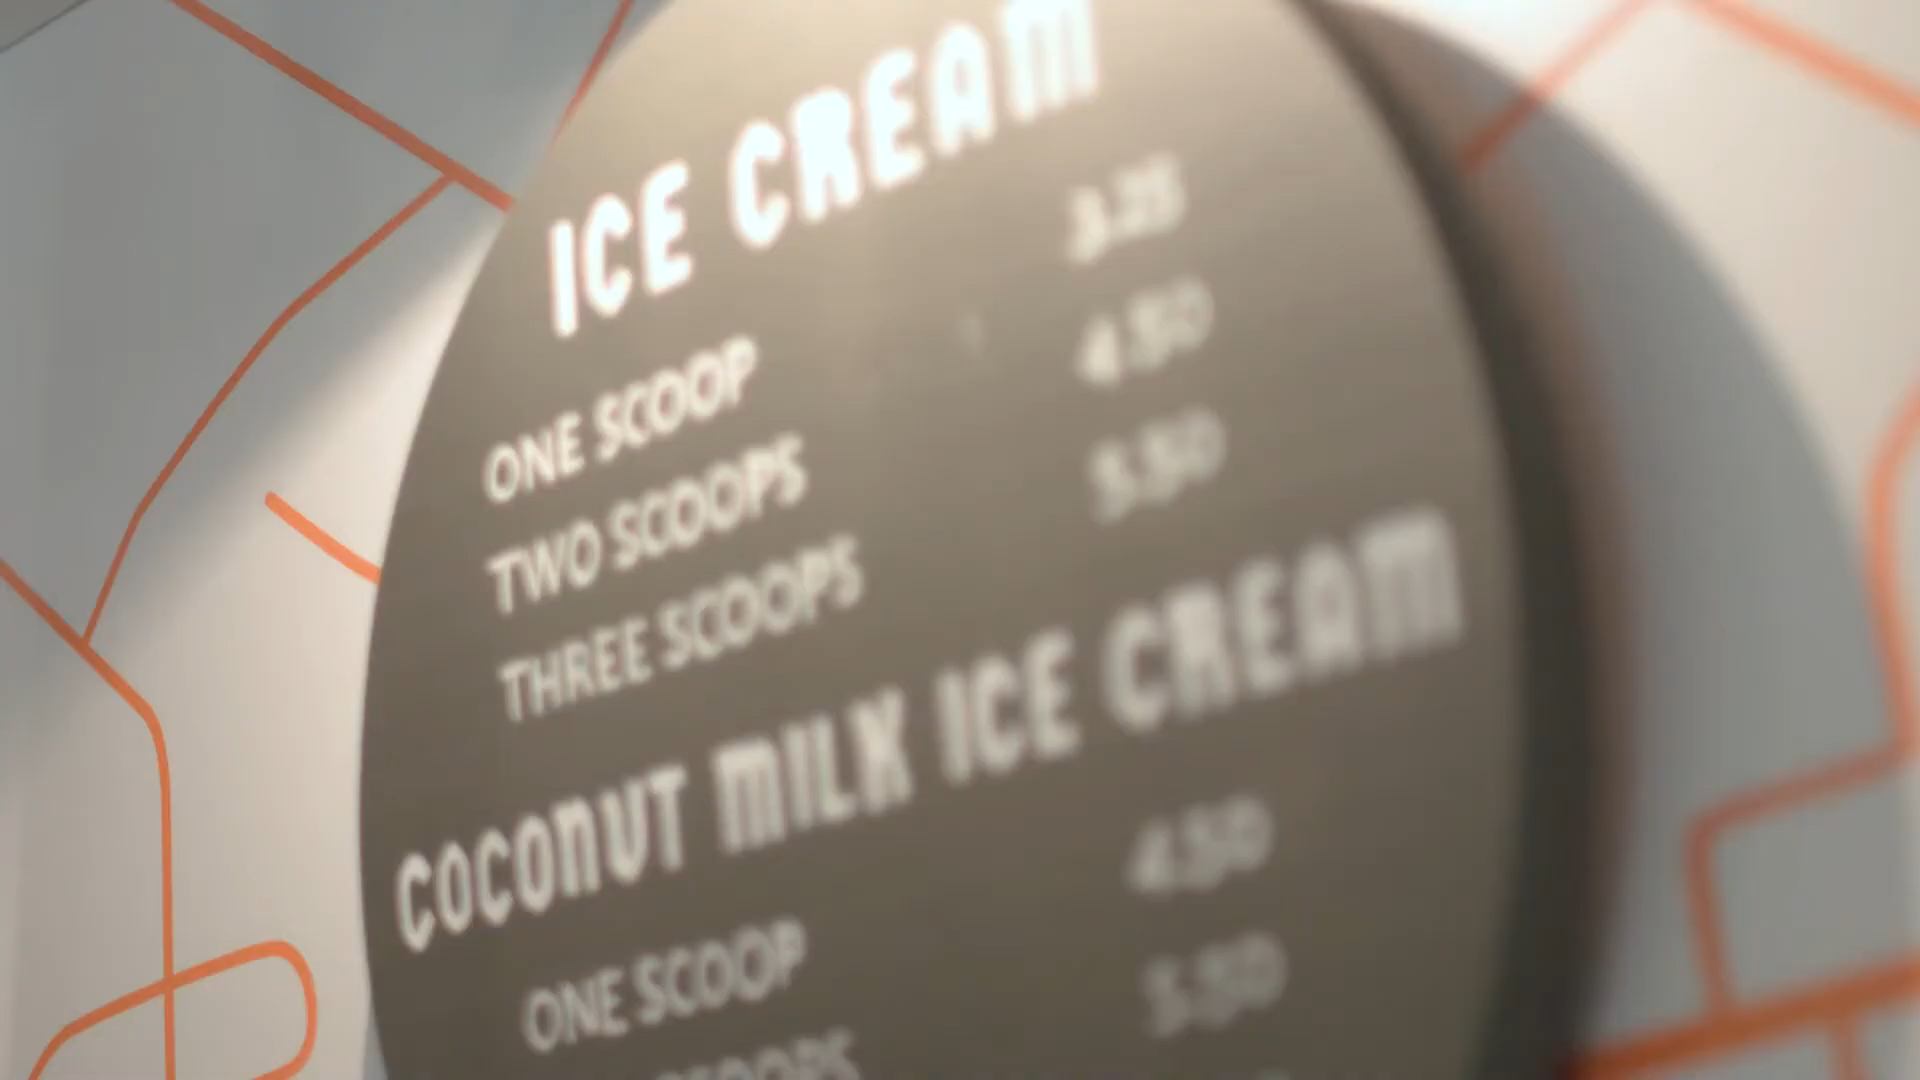 ICE CREAM
ONE SCOOP 3.25
TWO SCOOPS 4.50
THREE SCOOPS 5.50
COCONUT MILK ICE CREAM
ONE SCOOP 4.50
SCOOPS 5.50